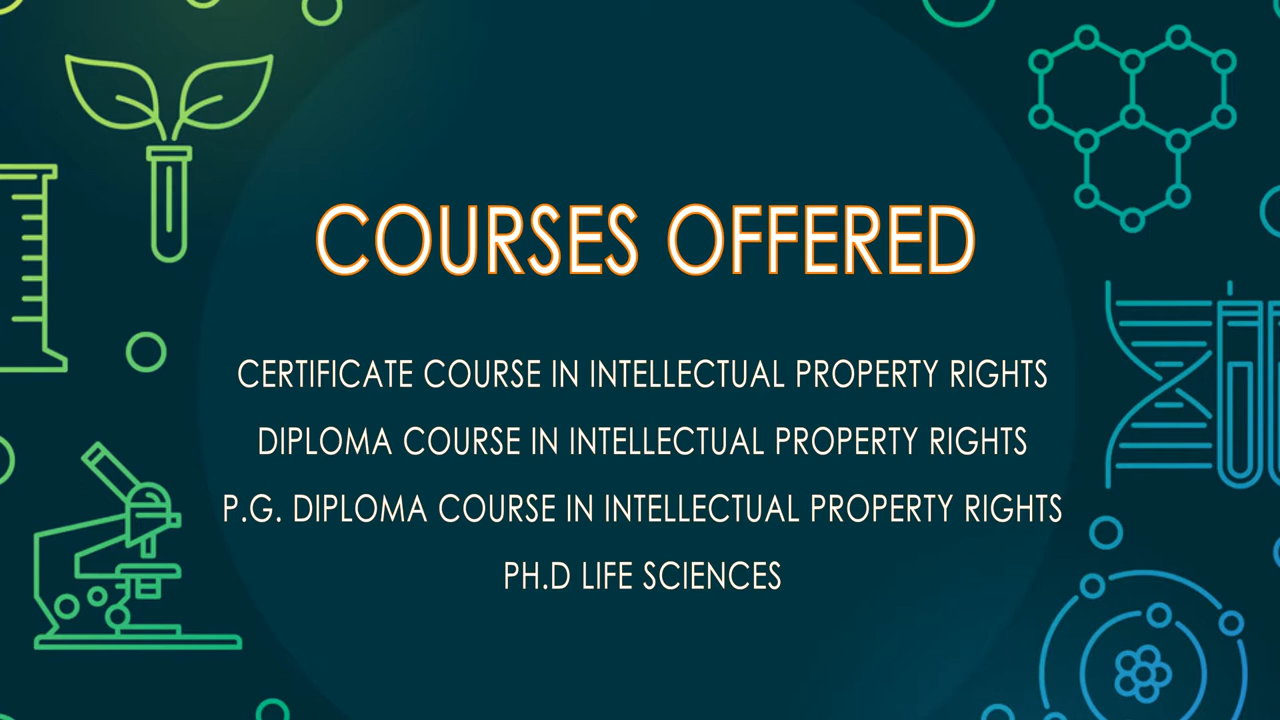 COURSES OFFERED
CERTIFICATE COURSE IN INTELLECTUAL PROPERTY RIGHTS
DIPLOMA COURSE IN INTELLECTUAL PROPERTY RIGHTS
P.G. DIPLOMA COURSE IN INTELLECTUAL PROPERTY RIGHTS
PH.D LIFE SCIENCES